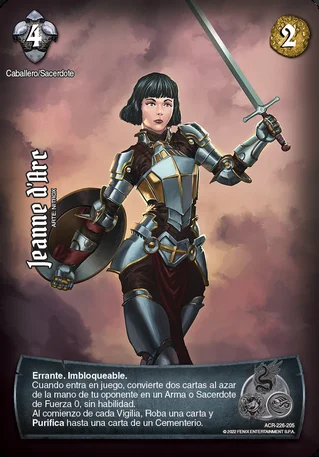 4
2
Caballero/Sacerdote
Jeanne d'Arc
ARTE: NERTOX
Errante. Imbloqueable.
Cuando entra en juego, convierte dos cartas al azar
de la mano de tu oponente en un Arma o Sacerdote
de Fuerza 0, sin habilidad.
Al comienzo de cada Vigilia, Roba una carta y
Purifica hasta una carta de un Cementerio.
ACR-226-205
© 2022 FENIX ENTERTAINMENT S.P.A.